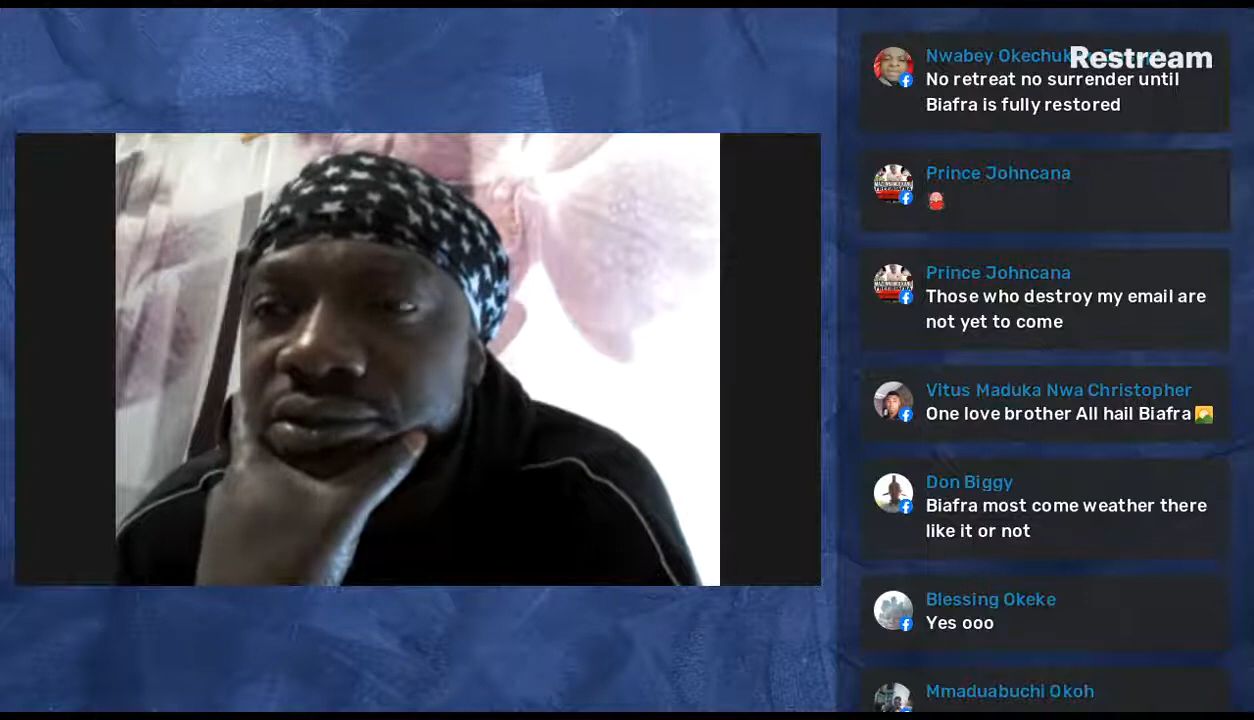 Nwabey Okechuk
Restream
No retreat no surrender until
Biafra is fully restored
Prince Johncana
Prince Johncana
Those who destroy my email are
not yet to come
Vitus Maduka Nwa Christopher
One love brother All hail Biafra
Don Biggy
Biafra most come weather there
like it or not
Blessing Okeke
Yes ooo
Mmaduabuchi Okoh